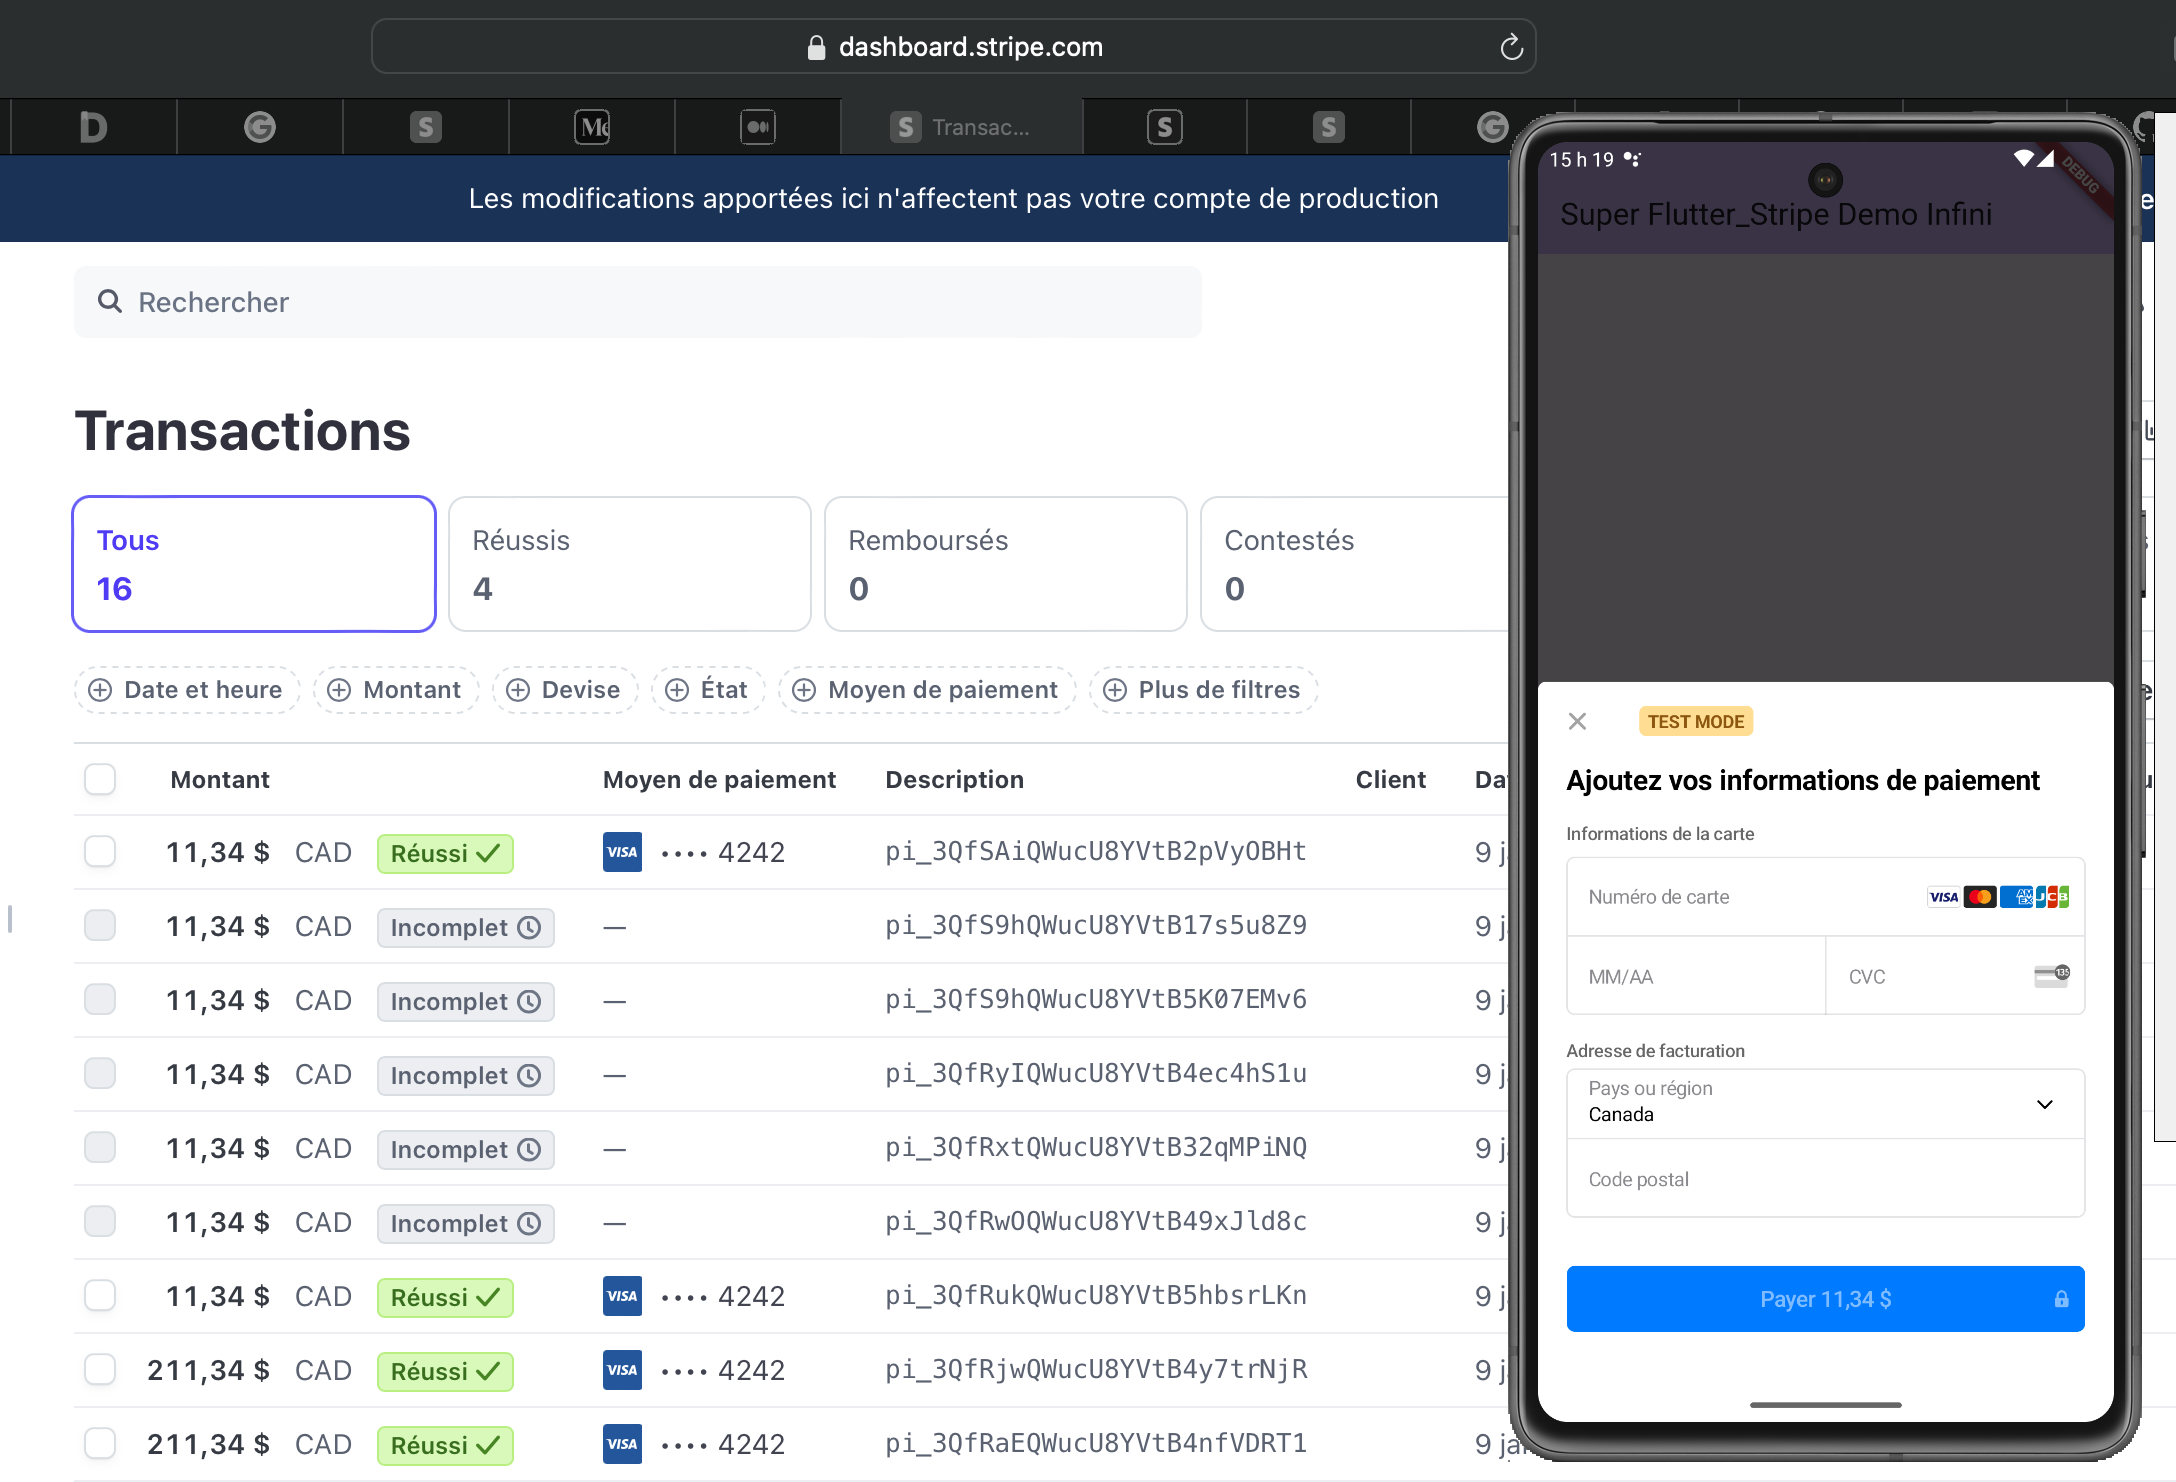 dashboard.stripe.com
Transac...
Les modifications apportées ici n'affectent pas votre compte de production
Rechercher
Transactions
Tous
16
Réussis
4
Remboursés
0
Contestés
0
Date et heure
Montant
Devise
État
Moyen de paiement
Plus de filtres
Montant Moyen de paiement Description Client Da
11,34 $ CAD Réussi VISA •••• 4242 pi_3QfSAiQWucU8YVtB2pVyOBHt 9 j
11,34 $ CAD Incomplet — pi_3QfS9hQWucU8YVtB17s5u8Z9 9 j
11,34 $ CAD Incomplet — pi_3QfS9hQWucU8YVtB5K07EMv6 9 j
11,34 $ CAD Incomplet — pi_3QfRyIQWucU8YVtB4ec4hS1u 9 j
11,34 $ CAD Incomplet — pi_3QfRxtQWucU8YVtB32qMPiNQ 9 j
11,34 $ CAD Incomplet — pi_3QfRwOQWucU8YVtB49xJld8c 9 j
11,34 $ CAD Réussi VISA •••• 4242 pi_3QfRukQWucU8YVtB5hbsrLKn 9 j
211,34 $ CAD Réussi VISA •••• 4242 pi_3QfRjwQWucU8YVtB4y7trNjR 9 j
211,34 $ CAD Réussi VISA •••• 4242 pi_3QfRaEQWucU8YVtB4nfVDRT1 9 ja
15 h 19
DEBUG
Super Flutter_Stripe Demo Infini
TEST MODE
Ajoutez vos informations de paiement
Informations de la carte
Numéro de carte VISA AMEX JCB
MM/AA CVC 135
Adresse de facturation
Pays ou région
Canada
Code postal
Payer 11,34 $